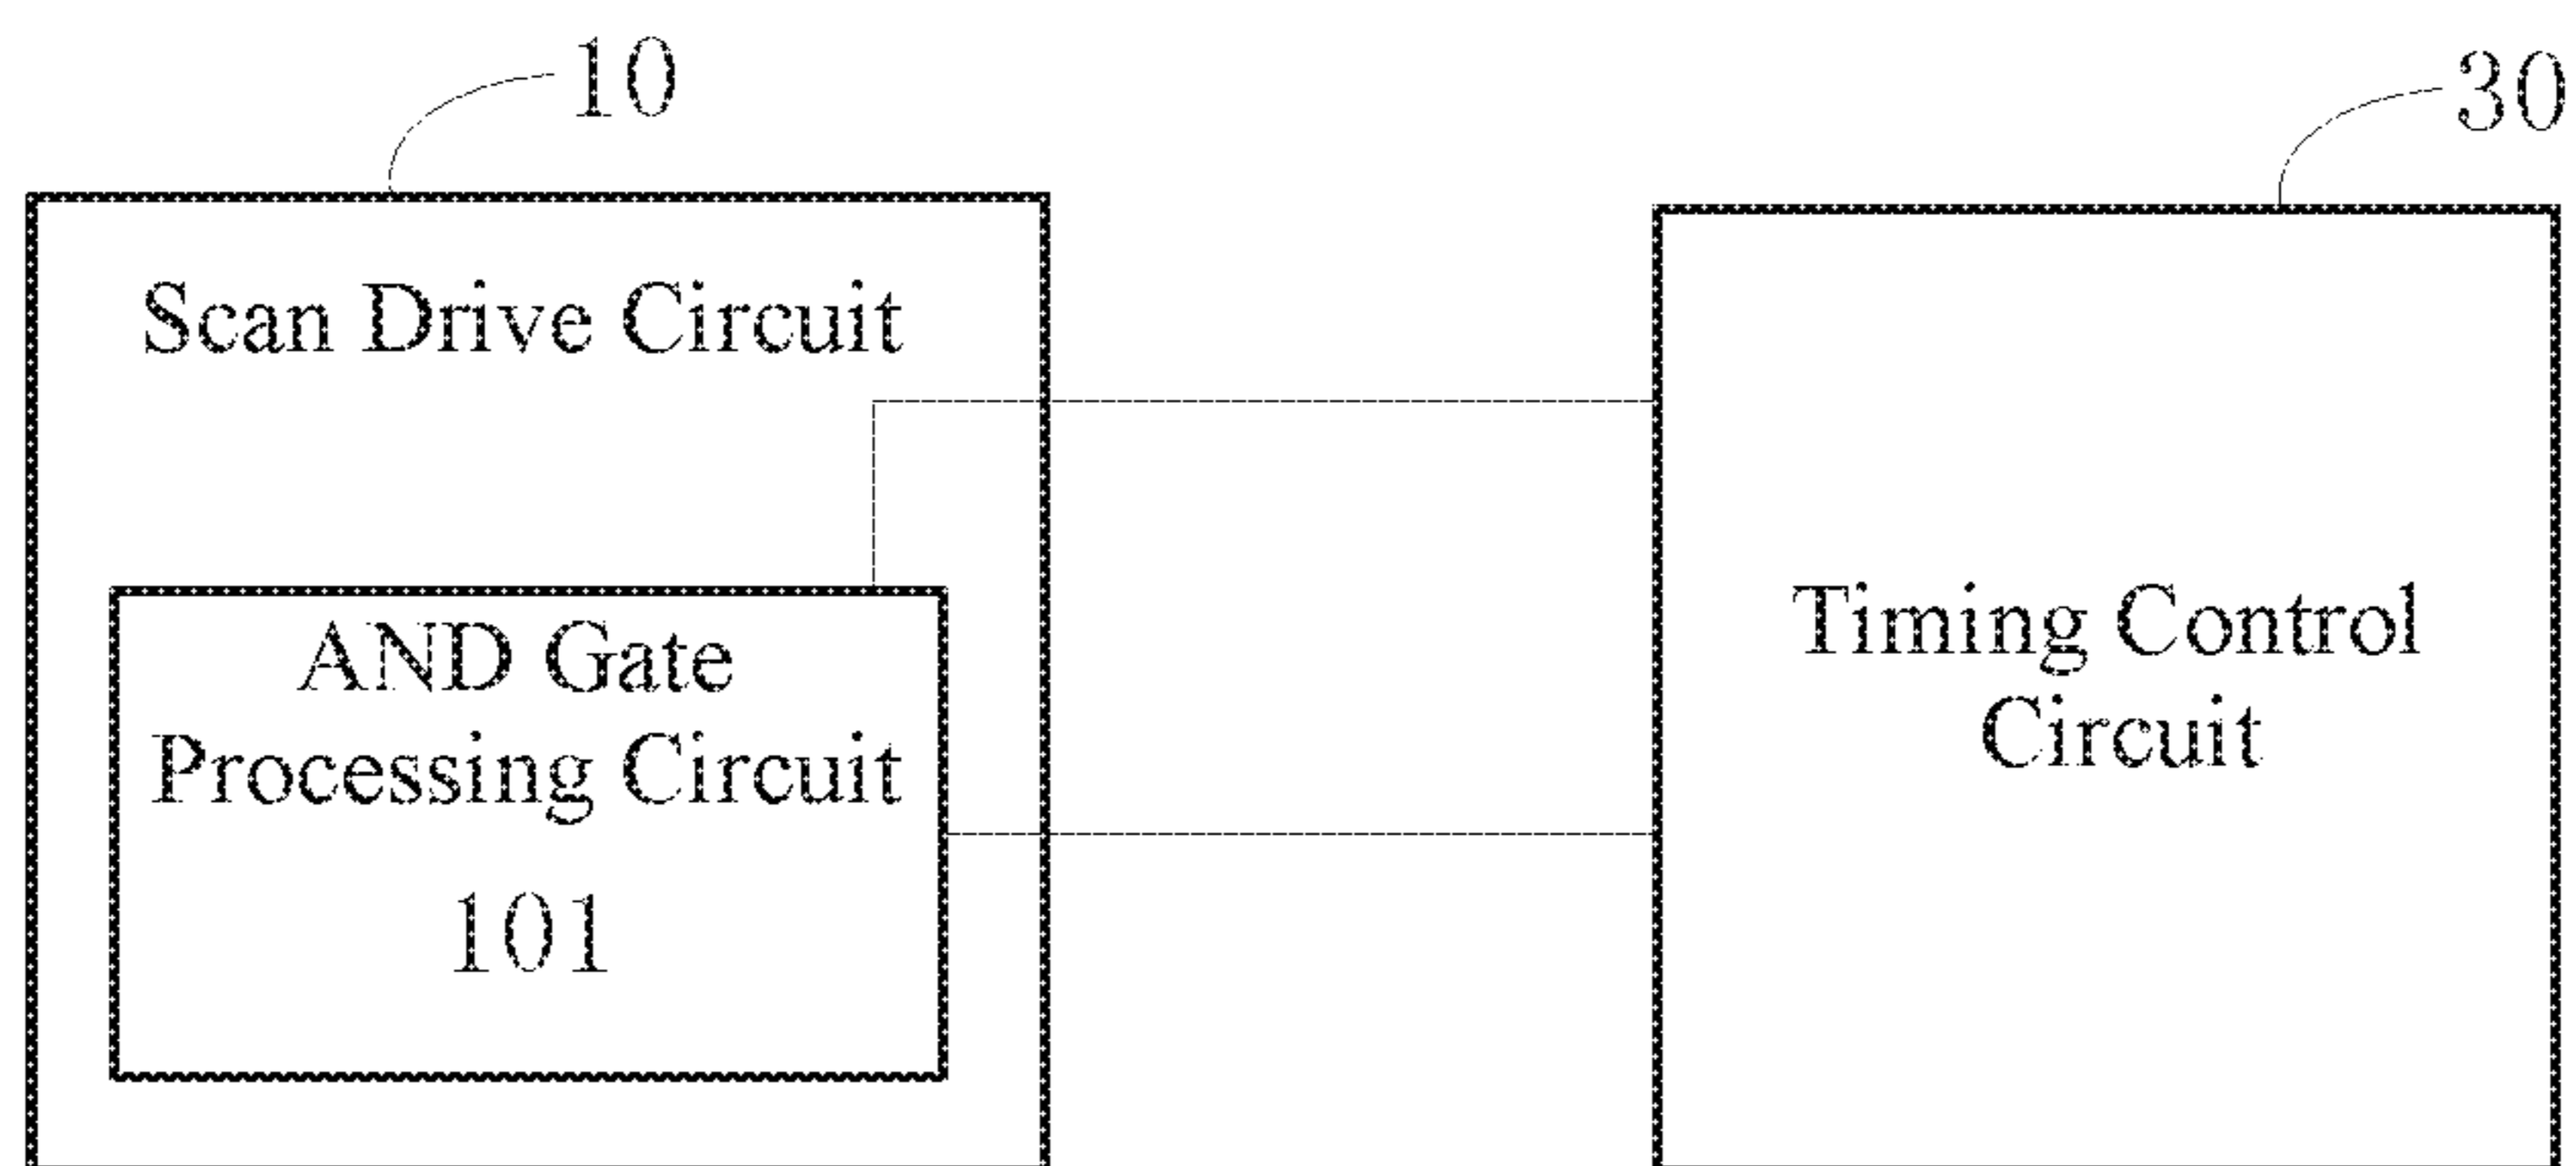 10
30
Scan Drive Circuit
AND Gate
Processing Circuit
101
Timing Control
Circuit